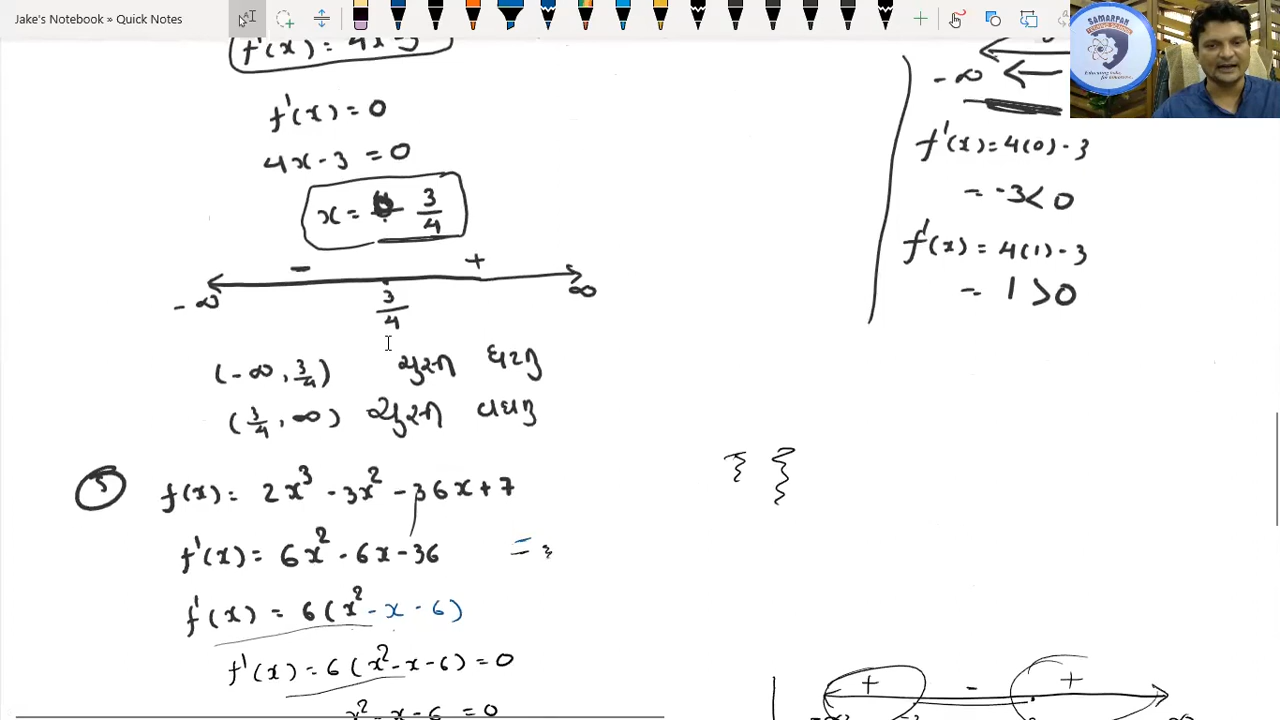 Jake's Notebook » Quick Notes
SAMARPAN
f'(x) = 4x-3
f'(x) = 0
4x-3 = 0
x = 3/4
- +
-∞ 3/4 ∞
(-∞, 3/4) ચુસ્ત ઘટતુ
(3/4, ∞) ચુસ્ત વધતુ
5 f(x) = 2x³ - 3x² - 36x + 7
f'(x) = 6x² - 6x - 36 =
f'(x) = 6(x² - x - 6)
f'(x) = 6(x² - x - 6) = 0
x² - x - 6 = 0
-∞
f'(x) = 4(0) - 3
= -3 < 0
f'(x) = 4(1) - 3
= 1 > 0
+ - +